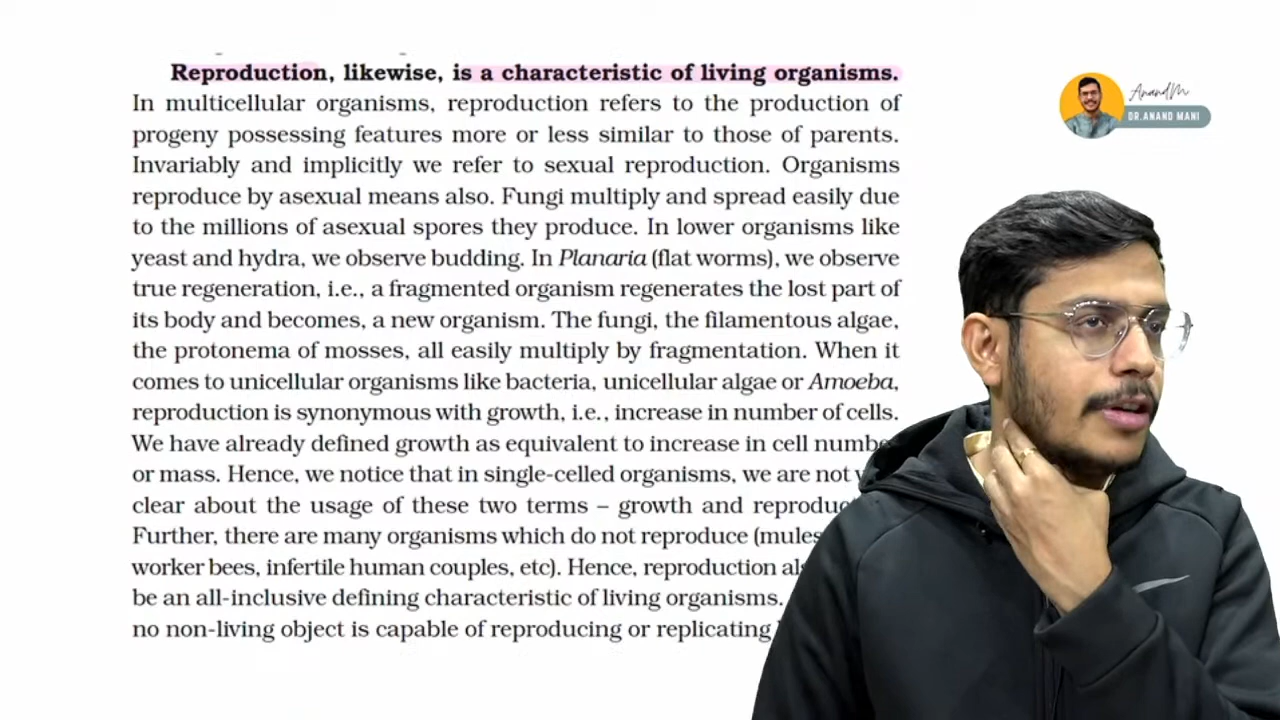 Reproduction, likewise, is a characteristic of living organisms.
In multicellular organisms, reproduction refers to the production of
progeny possessing features more or less similar to those of parents.
Invariably and implicitly we refer to sexual reproduction. Organisms
reproduce by asexual means also. Fungi multiply and spread easily due
to the millions of asexual spores they produce. In lower organisms like
yeast and hydra, we observe budding. In Planaria (flat worms), we observe
true regeneration, i.e., a fragmented organism regenerates the lost part of
its body and becomes, a new organism. The fungi, the filamentous algae,
the protonema of mosses, all easily multiply by fragmentation. When it
comes to unicellular organisms like bacteria, unicellular algae or Amoeba,
reproduction is synonymous with growth, i.e., increase in number of cells.
We have already defined growth as equivalent to increase in cell
or mass. Hence, we notice that in single-celled organisms, we are not
clear about the usage of these two terms – growth and
Further, there are many organisms which do not reproduce (mules
worker bees, infertile human couples, etc). Hence, reproduction
be an all-inclusive defining characteristic of living organisms.
no non-living object is capable of reproducing or replicating
AnandM
DR.ANAND MANI